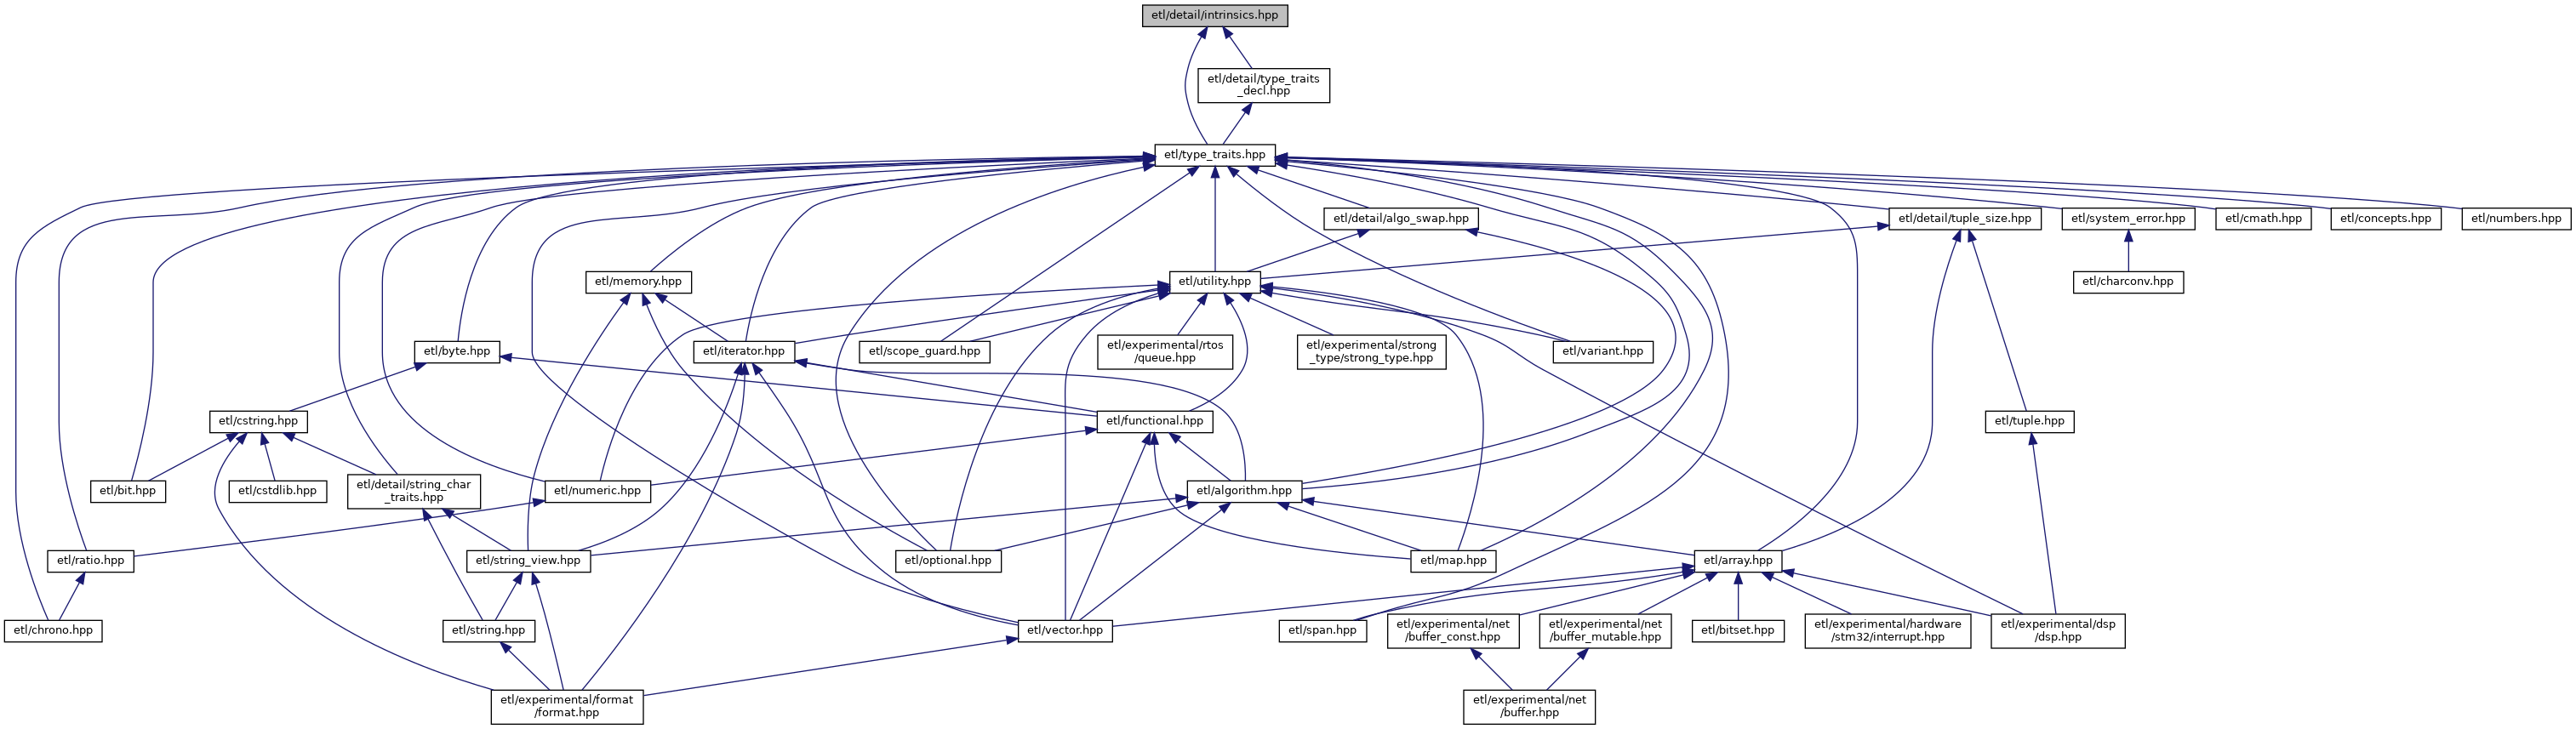 etl/detail/intrinsics.hpp
etl/detail/type_traits
_decl.hpp
etl/type_traits.hpp
etl/detail/algo_swap.hpp
etl/detail/tuple_size.hpp
etl/system_error.hpp
etl/cmath.hpp
etl/concepts.hpp
etl/numbers.hpp
etl/memory.hpp
etl/utility.hpp
etl/charconv.hpp
etl/byte.hpp
etl/iterator.hpp
etl/scope_guard.hpp
etl/experimental/rtos
/queue.hpp
etl/experimental/strong
_type/strong_type.hpp
etl/variant.hpp
etl/cstring.hpp
etl/functional.hpp
etl/tuple.hpp
etl/bit.hpp
etl/cstdlib.hpp
etl/detail/string_char
_traits.hpp
etl/numeric.hpp
etl/algorithm.hpp
etl/ratio.hpp
etl/string_view.hpp
etl/optional.hpp
etl/map.hpp
etl/array.hpp
etl/chrono.hpp
etl/string.hpp
etl/vector.hpp
etl/span.hpp
etl/experimental/net
/buffer_const.hpp
etl/experimental/net
/buffer_mutable.hpp
etl/bitset.hpp
etl/experimental/hardware
/stm32/interrupt.hpp
etl/experimental/dsp
/dsp.hpp
etl/experimental/format
/format.hpp
etl/experimental/net
/buffer.hpp